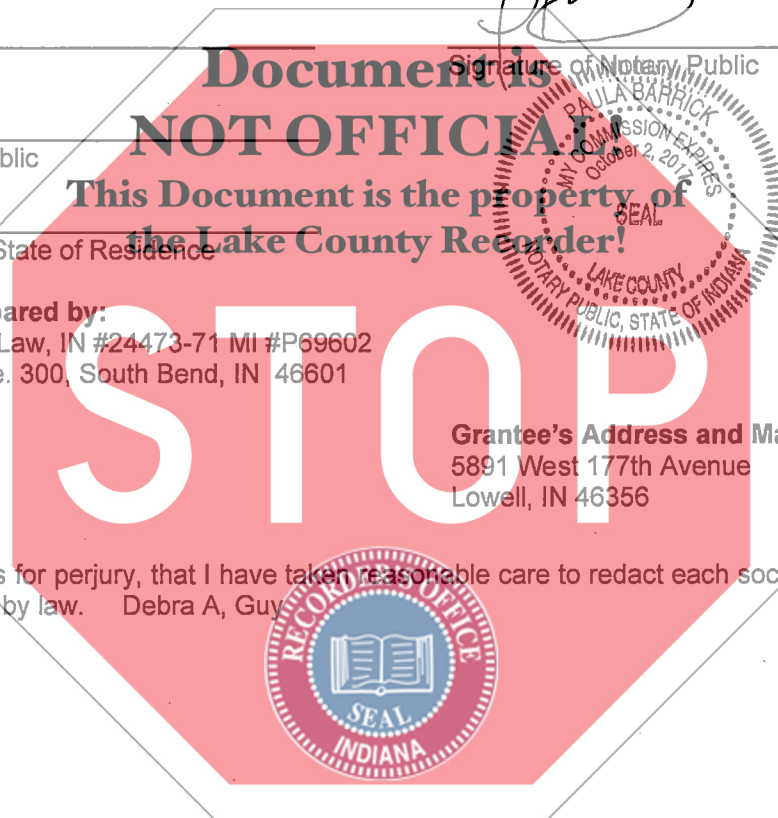 Document is
Signature of Notary Public
NOT OFFICIAL!
blic
This Document is the property of
the Lake County Recorder!
State of Residence
PAULA BARRICK
MY COMMISSION EXPIRES
October 2, 2017
SEAL
LAKE COUNTY
NOTARY PUBLIC, STATE OF INDIANA
pared by:
Law, IN #24473-71 MI #P69602
e. 300, South Bend, IN 46601
STOP
Grantee's Address and Ma
5891 West 177th Avenue
Lowell, IN 46356
s for perjury, that I have taken reasonable care to redact each soc
by law. Debra A, Guy
RECORDER'S OFFICE
SEAL
INDIANA